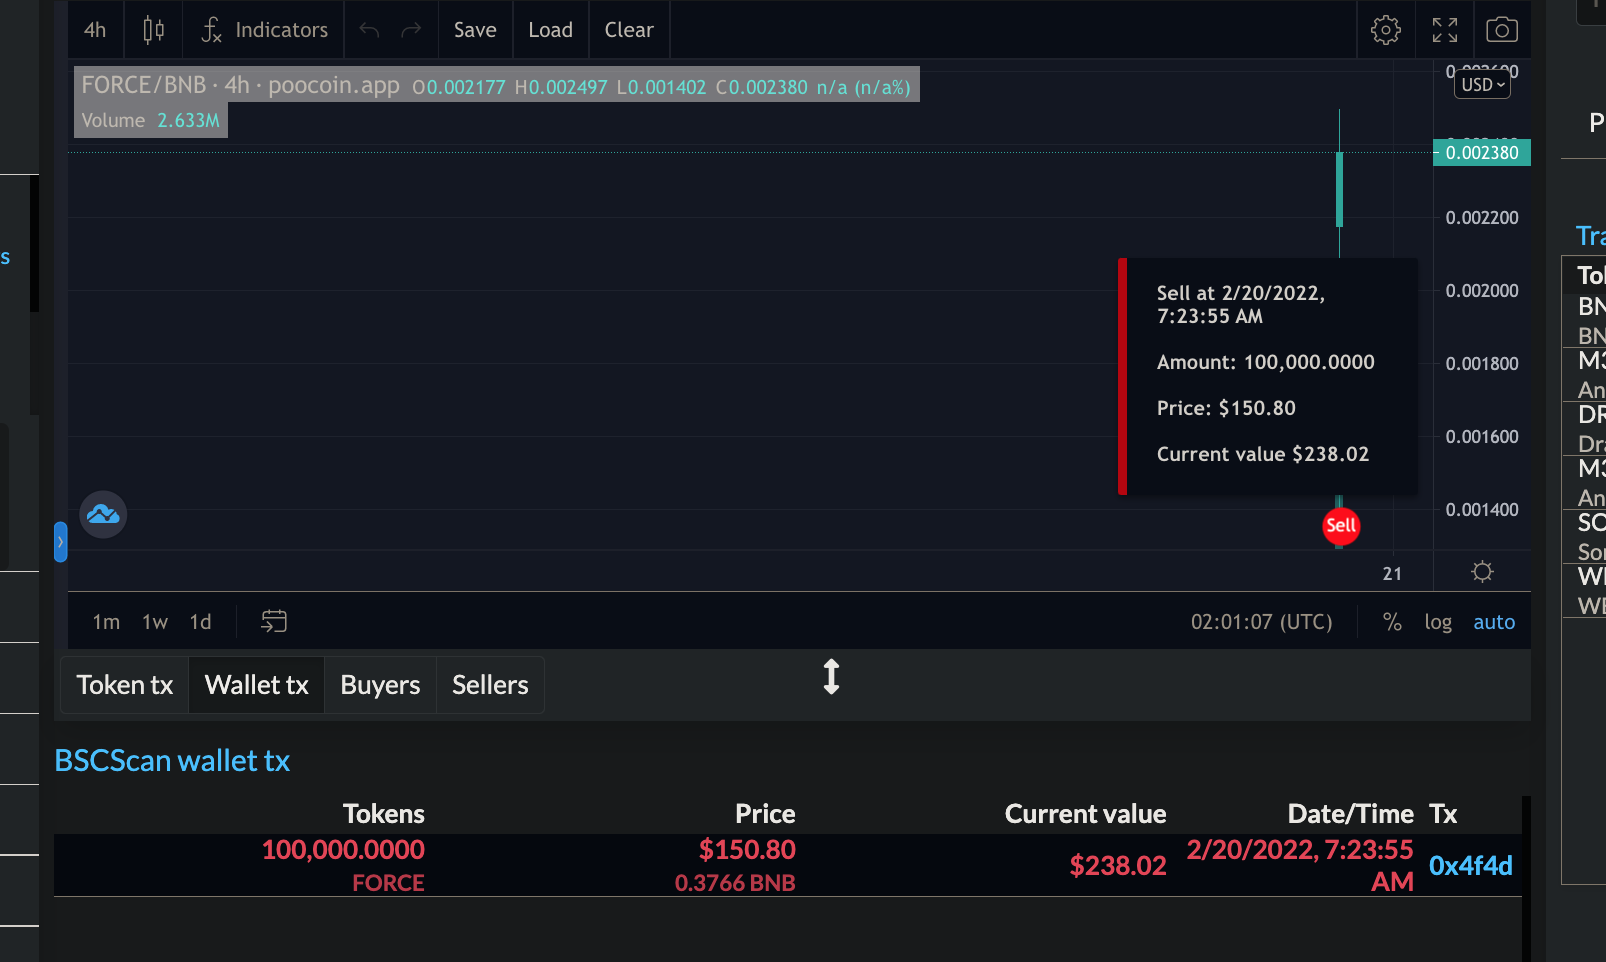 4h Indicators Save Load Clear
FORCE/BNB · 4h · poocoin.app O0.002177 H0.002497 L0.001402 C0.002380 n/a (n/a%)
Volume 2.633M
USD
0.002380
0.002200
0.002000
0.001800
0.001600
0.001400
Sell at 2/20/2022,
7:23:55 AM
Amount: 100,000.0000
Price: $150.80
Current value $238.02
Sell
21
1m 1w 1d 02:01:07 (UTC) % log auto
Token tx Wallet tx Buyers Sellers
BSCScan wallet tx
Tokens Price Current value Date/Time Tx
100,000.0000 $150.80 $238.02 2/20/2022, 7:23:55 0x4f4d
FORCE 0.3766 BNB AM
s
P
Tra
Tok
BN
BN
M3
An
DR
Dra
M3
An
SO
Sor
WE